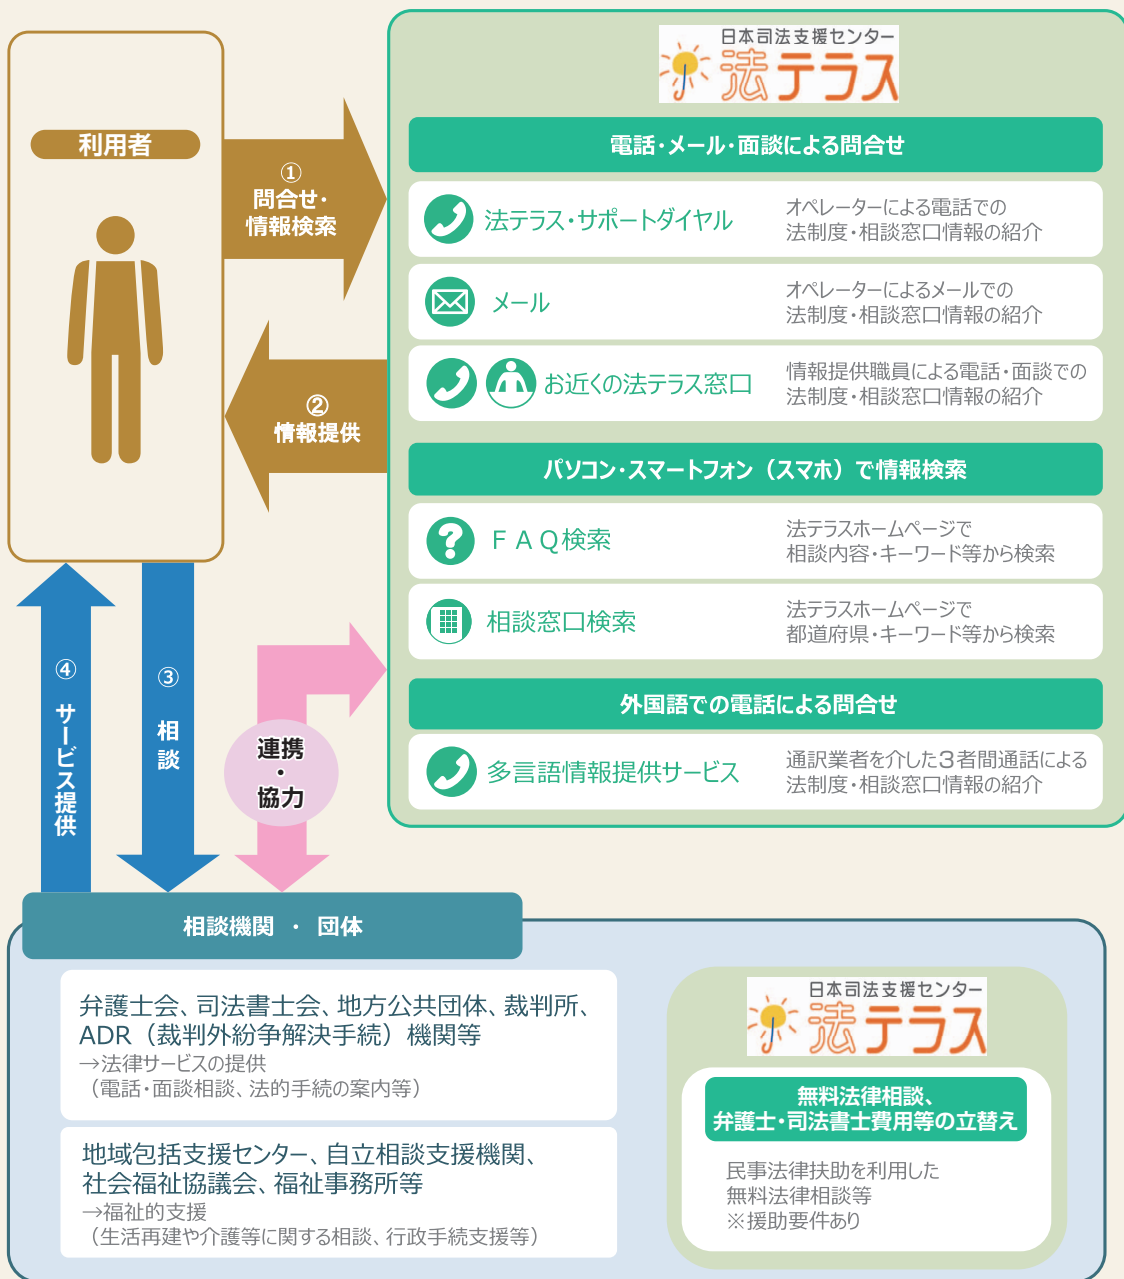 利用者
①
問合せ・
情報検索
②
情報提供
日本司法支援センター
法テラス
電話・メール・面談による問合せ
法テラス・サポートダイヤル
オペレーターによる電話での
法制度・相談窓口情報の紹介
メール
オペレーターによるメールでの
法制度・相談窓口情報の紹介
お近くの法テラス窓口
情報提供職員による電話・面談での
法制度・相談窓口情報の紹介
パソコン・スマートフォン（スマホ）で情報検索
ＦＡＱ検索
法テラスホームページで
相談内容・キーワード等から検索
相談窓口検索
法テラスホームページで
都道府県・キーワード等から検索
外国語での電話による問合せ
多言語情報提供サービス
通訳業者を介した３者間通話による
法制度・相談窓口情報の紹介
④ サービス提供
③ 相談
連携
・
協力
相談機関 ・ 団体
弁護士会、司法書士会、地方公共団体、裁判所、
ADR（裁判外紛争解決手続）機関等
→法律サービスの提供
（電話・面談相談、法的手続の案内等）
地域包括支援センター、自立相談支援機関、
社会福祉協議会、福祉事務所等
→福祉的支援
（生活再建や介護等に関する相談、行政手続支援等）
日本司法支援センター
法テラス
無料法律相談、
弁護士・司法書士費用等の立替え
民事法律扶助を利用した
無料法律相談等
※援助要件あり